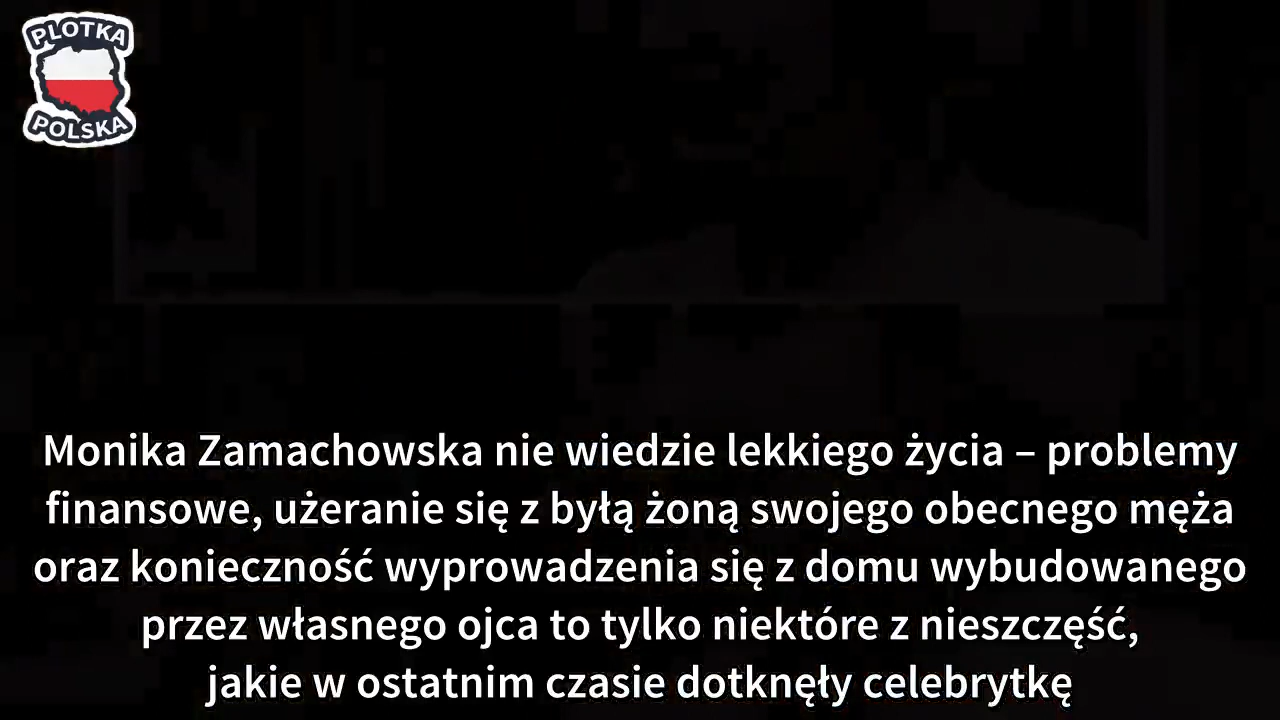 PLOTKA
POLSKA
Monika Zamachowska nie wiedzie lekkiego życia – problemy
finansowe, użeranie się z byłą żoną swojego obecnego męża
oraz konieczność wyprowadzenia się z domu wybudowanego
przez własnego ojca to tylko niektóre z nieszczęść,
jakie w ostatnim czasie dotknęły celebrytkę